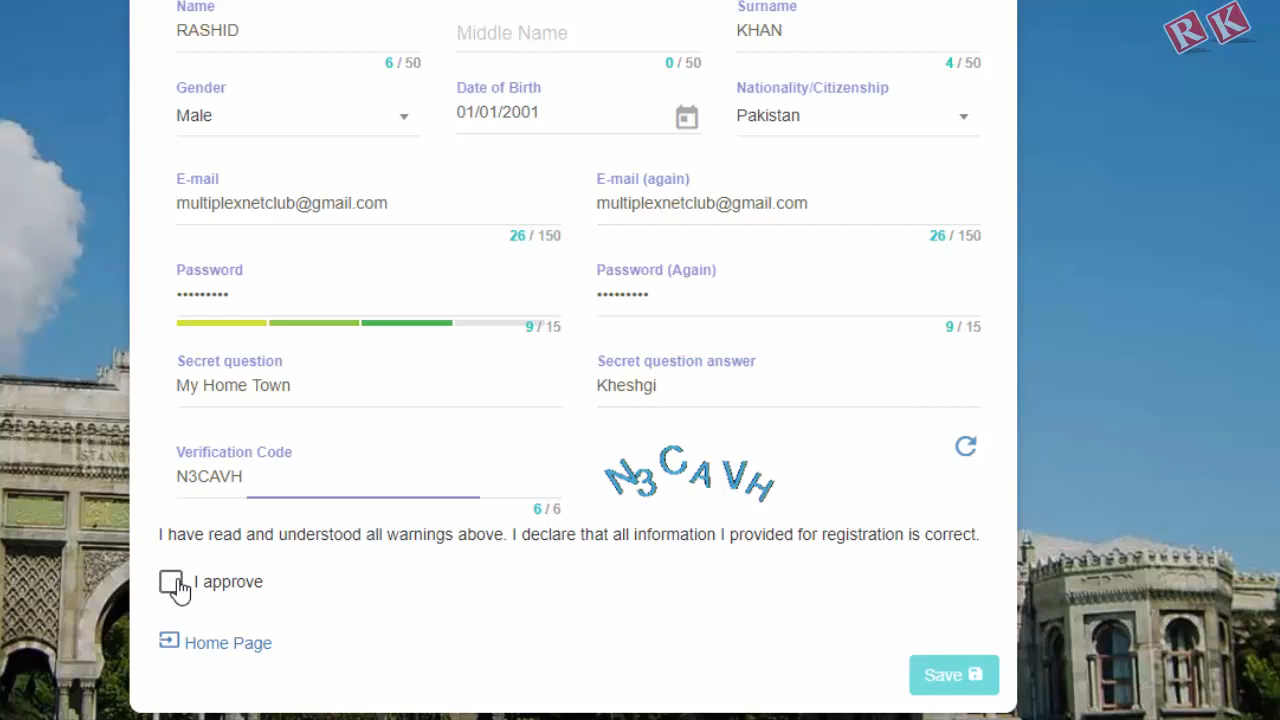 Name
Surname
RASHID
Middle Name
KHAN
6 / 50
0 / 50
4 / 50
Gender
Date of Birth
Nationality/Citizenship
Male
01/01/2001
Pakistan
E-mail
E-mail (again)
multiplexnetclub@gmail.com
multiplexnetclub@gmail.com
26 / 150
26 / 150
Password
Password (Again)
•••••••••
•••••••••
9 / 15
9 / 15
Secret question
Secret question answer
My Home Town
Kheshgi
Verification Code
N3CAVH
N3CAVH
6 / 6
I have read and understood all warnings above. I declare that all information I provided for registration is correct.
I approve
Home Page
Save
RK